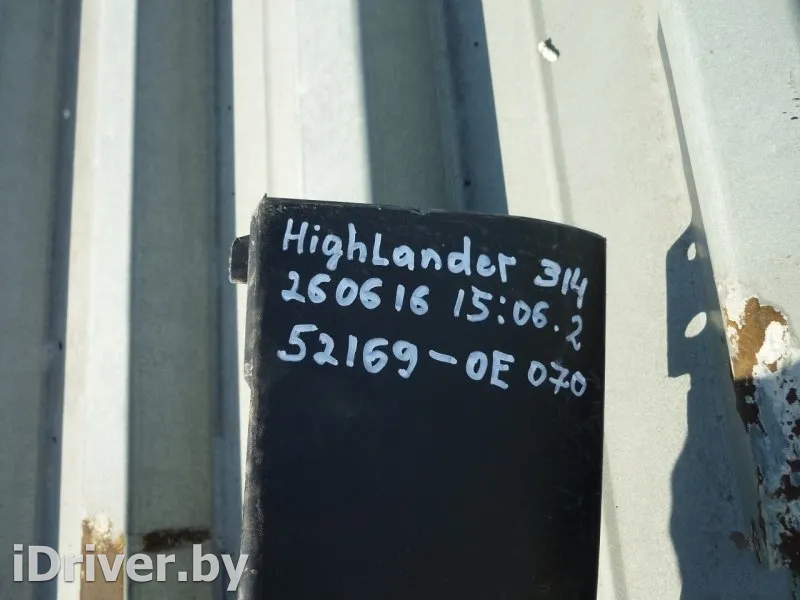 HighLander 314
260616 15:06.2
52169-0E070
iDriver.by